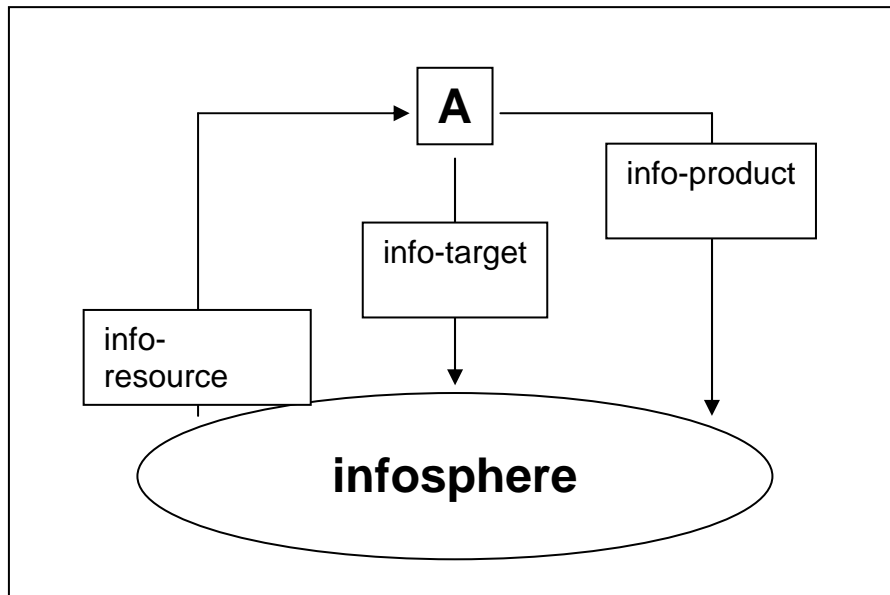 A
info-product
info-target
info-
resource
infosphere